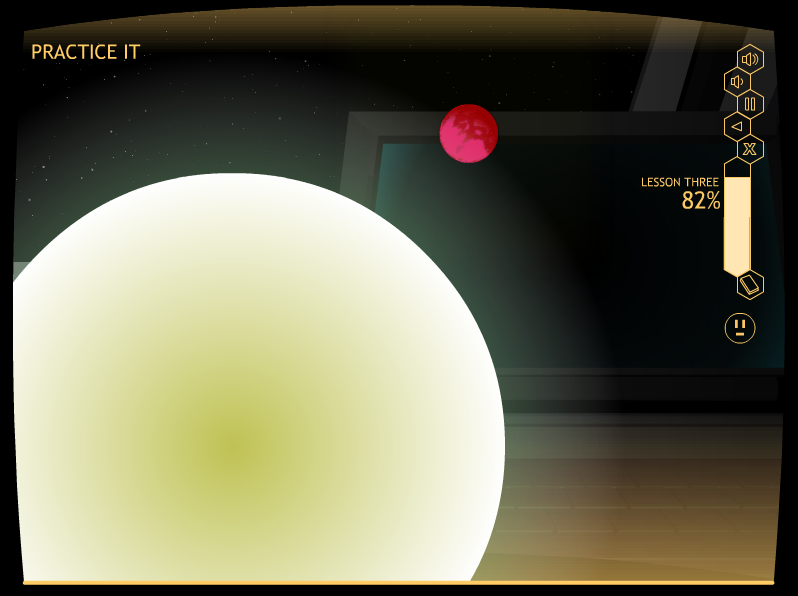 PRACTICE IT
LESSON THREE
82%